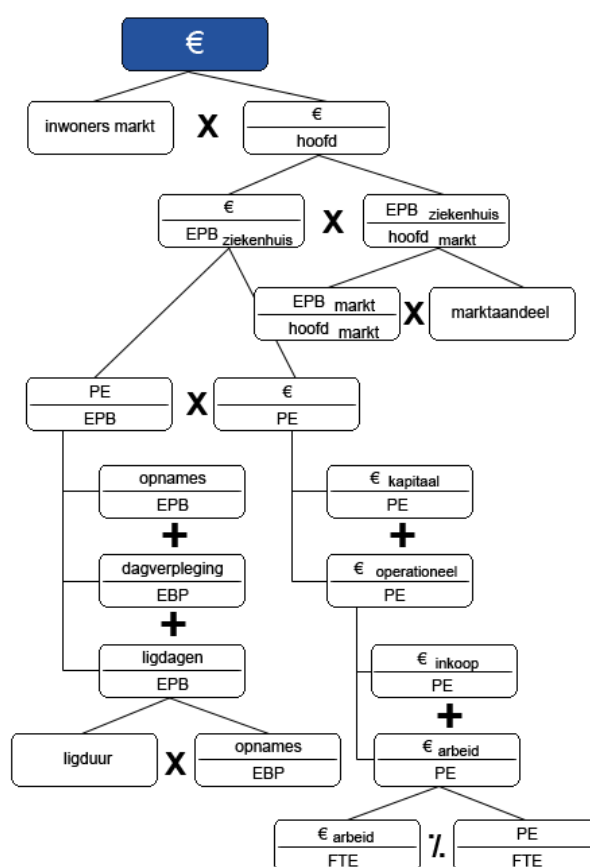 €
inwoners markt
X
€
hoofd
€
EPB ziekenhuis
X
EPB ziekenhuis
hoofd markt
EPB markt
hoofd markt
X
marktaandeel
PE
EPB
X
€
PE
opnames
EPB
€ kapitaal
PE
+
+
dagverpleging
EBP
€ operationeel
PE
+
ligdagen
EPB
€ inkoop
PE
+
ligduur
X
opnames
EBP
€ arbeid
PE
€ arbeid
FTE
٪
PE
FTE